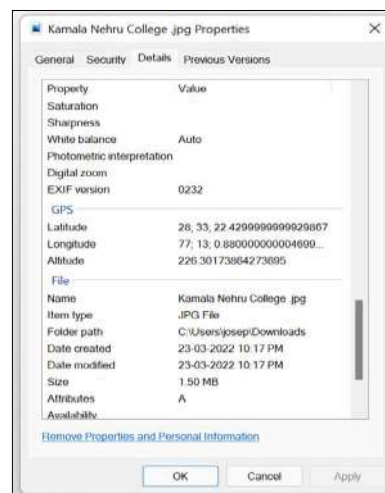 Kamala Nehru College .jpg Properties
General Security Details Previous Versions
Property Value
Saturation
Sharpness
White balance Auto
Photometric interpretation
Digital zoom
EXIF version 0232
GPS
Latitude 28; 33; 22.4299999999929867
Longitude 77; 13; 0.880000000004699...
Altitude 226.30173864273695
File
Name Kamala Nehru College .jpg
Item type JPG File
Folder path C:\Users\josep\Downloads
Date created 23-03-2022 10:17 PM
Date modified 23-03-2022 10:17 PM
Size 1.50 MB
Attributes A
Availability
Remove Properties and Personal Information
OK Cancel Apply